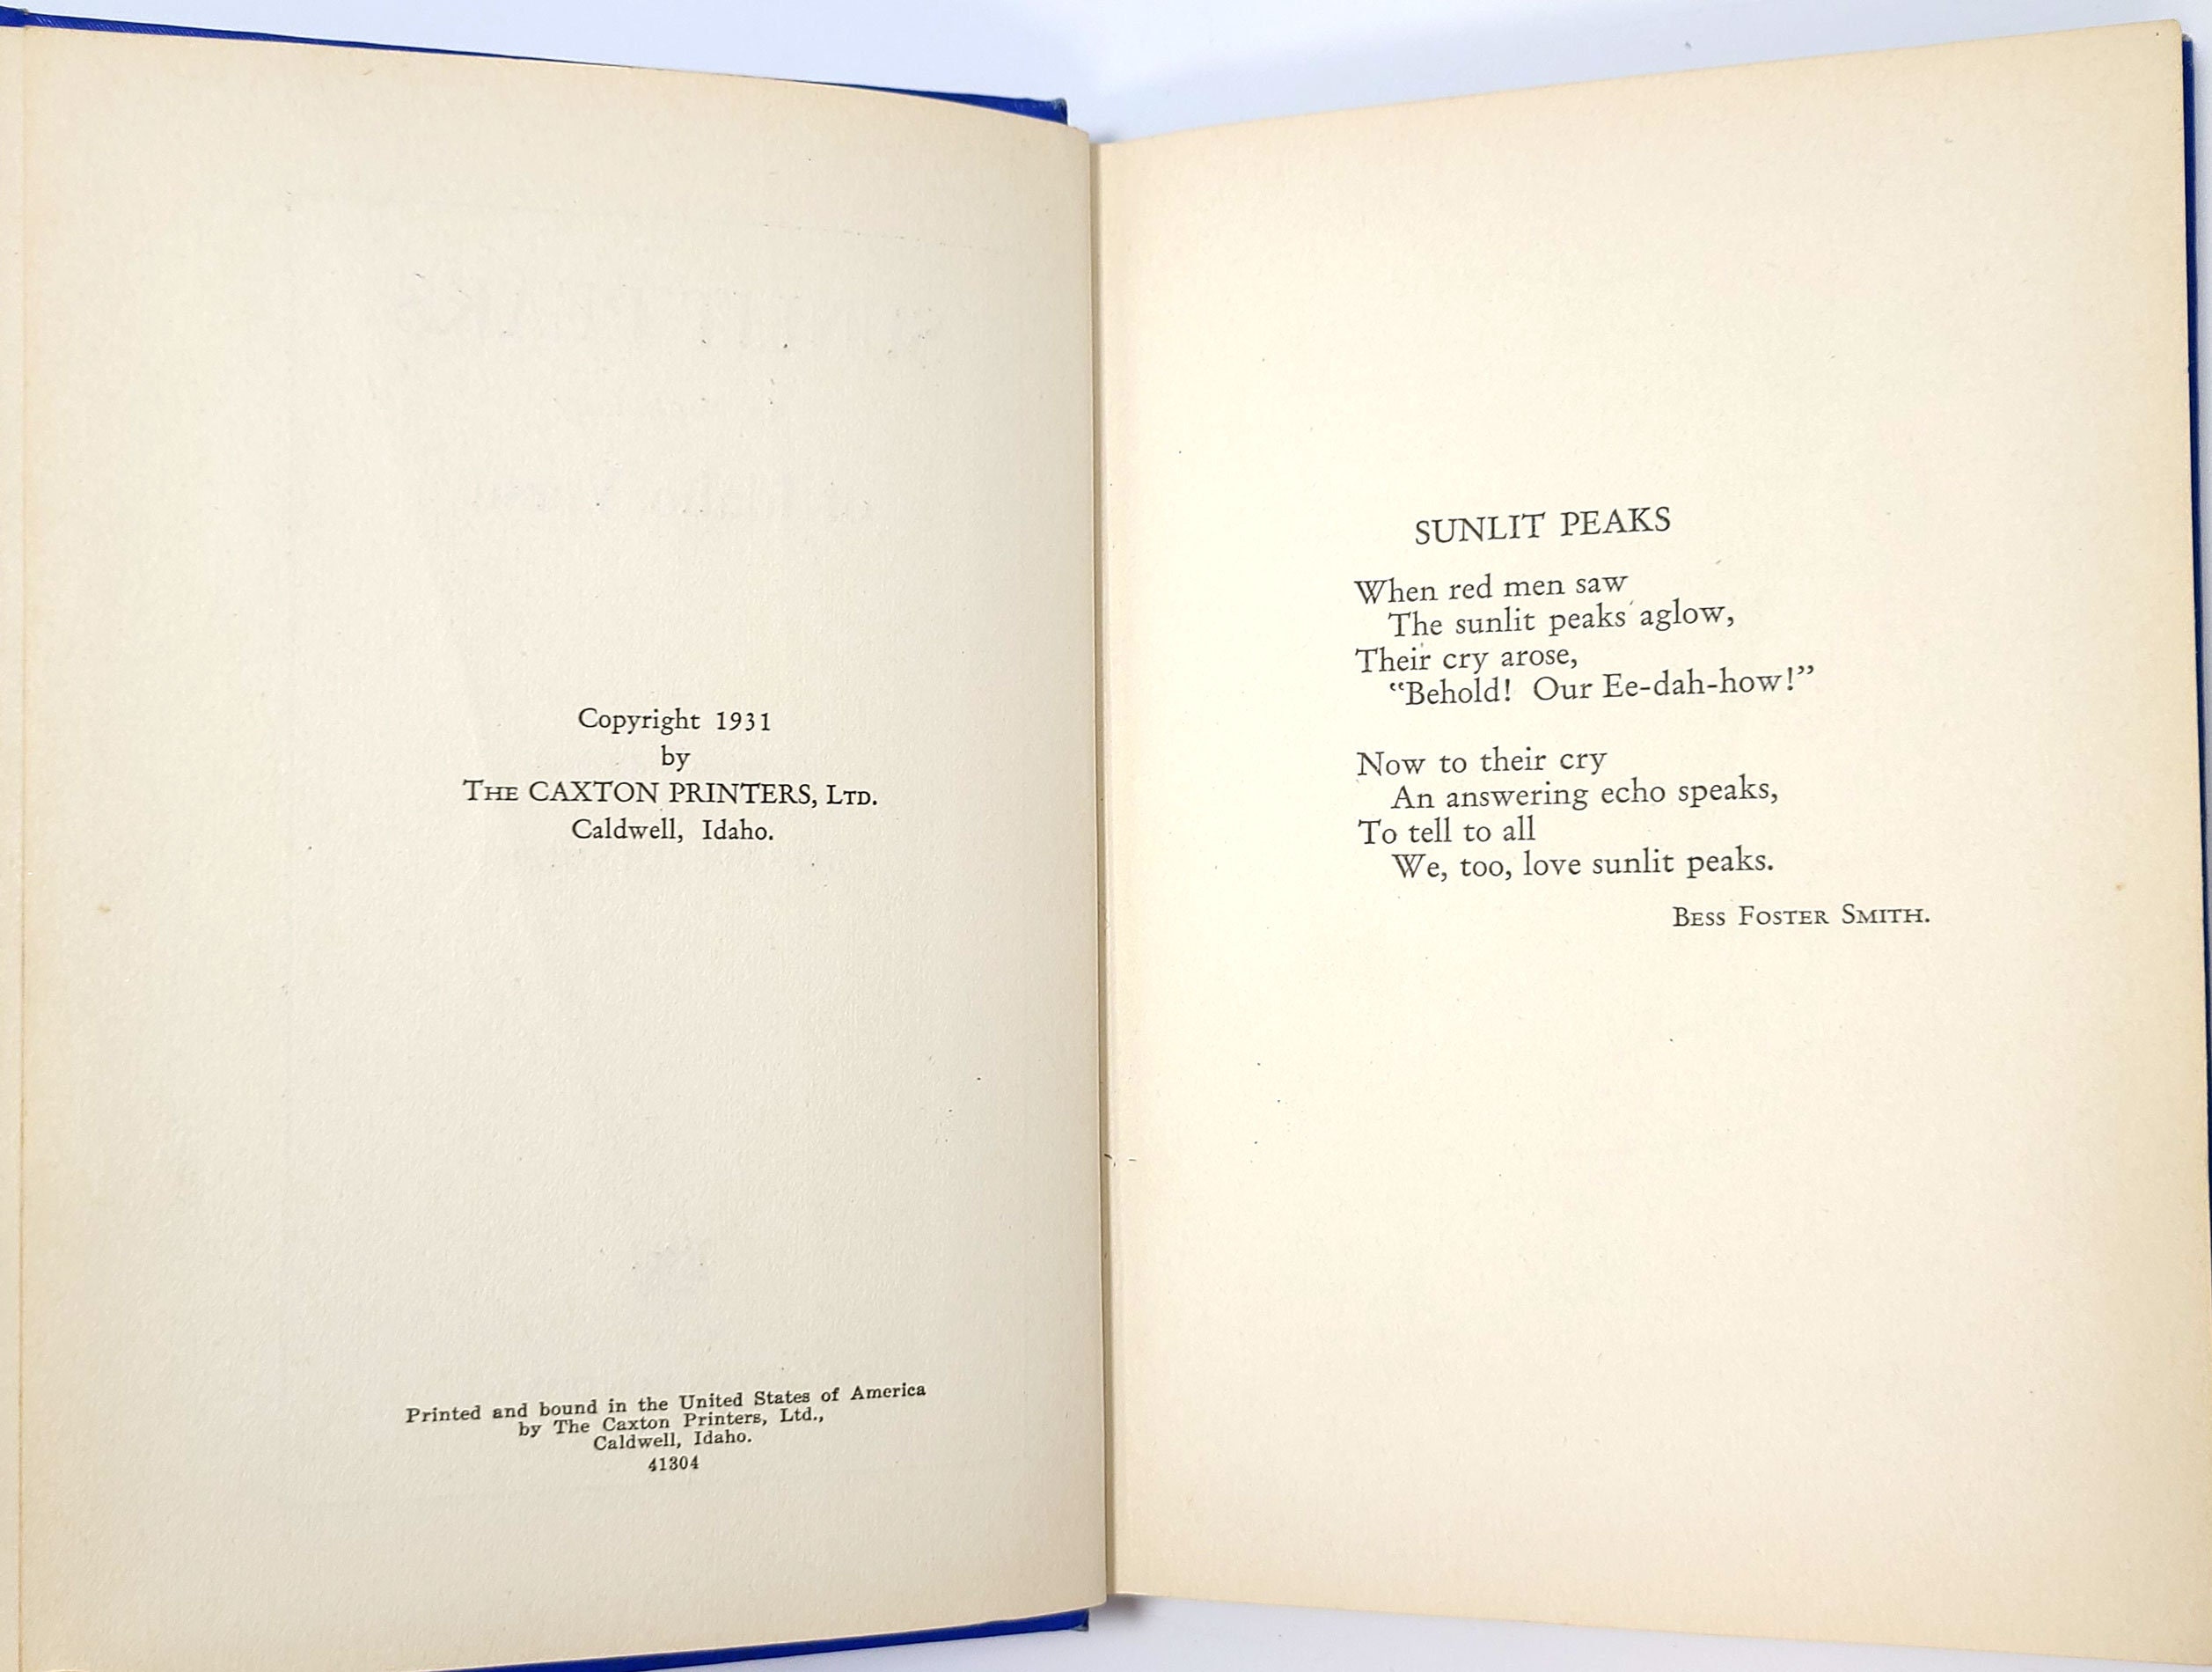 Copyright 1931
by
THE CAXTON PRINTERS, LTD.
Caldwell, Idaho.
Printed and bound in the United States of America
by The Caxton Printers, Ltd.,
Caldwell, Idaho.
41304
SUNLIT PEAKS
When red men saw
The sunlit peaks aglow,
Their cry arose,
“Behold! Our Ee-dah-how!”
Now to their cry
An answering echo speaks,
To tell to all
We, too, love sunlit peaks.
BESS FOSTER SMITH.